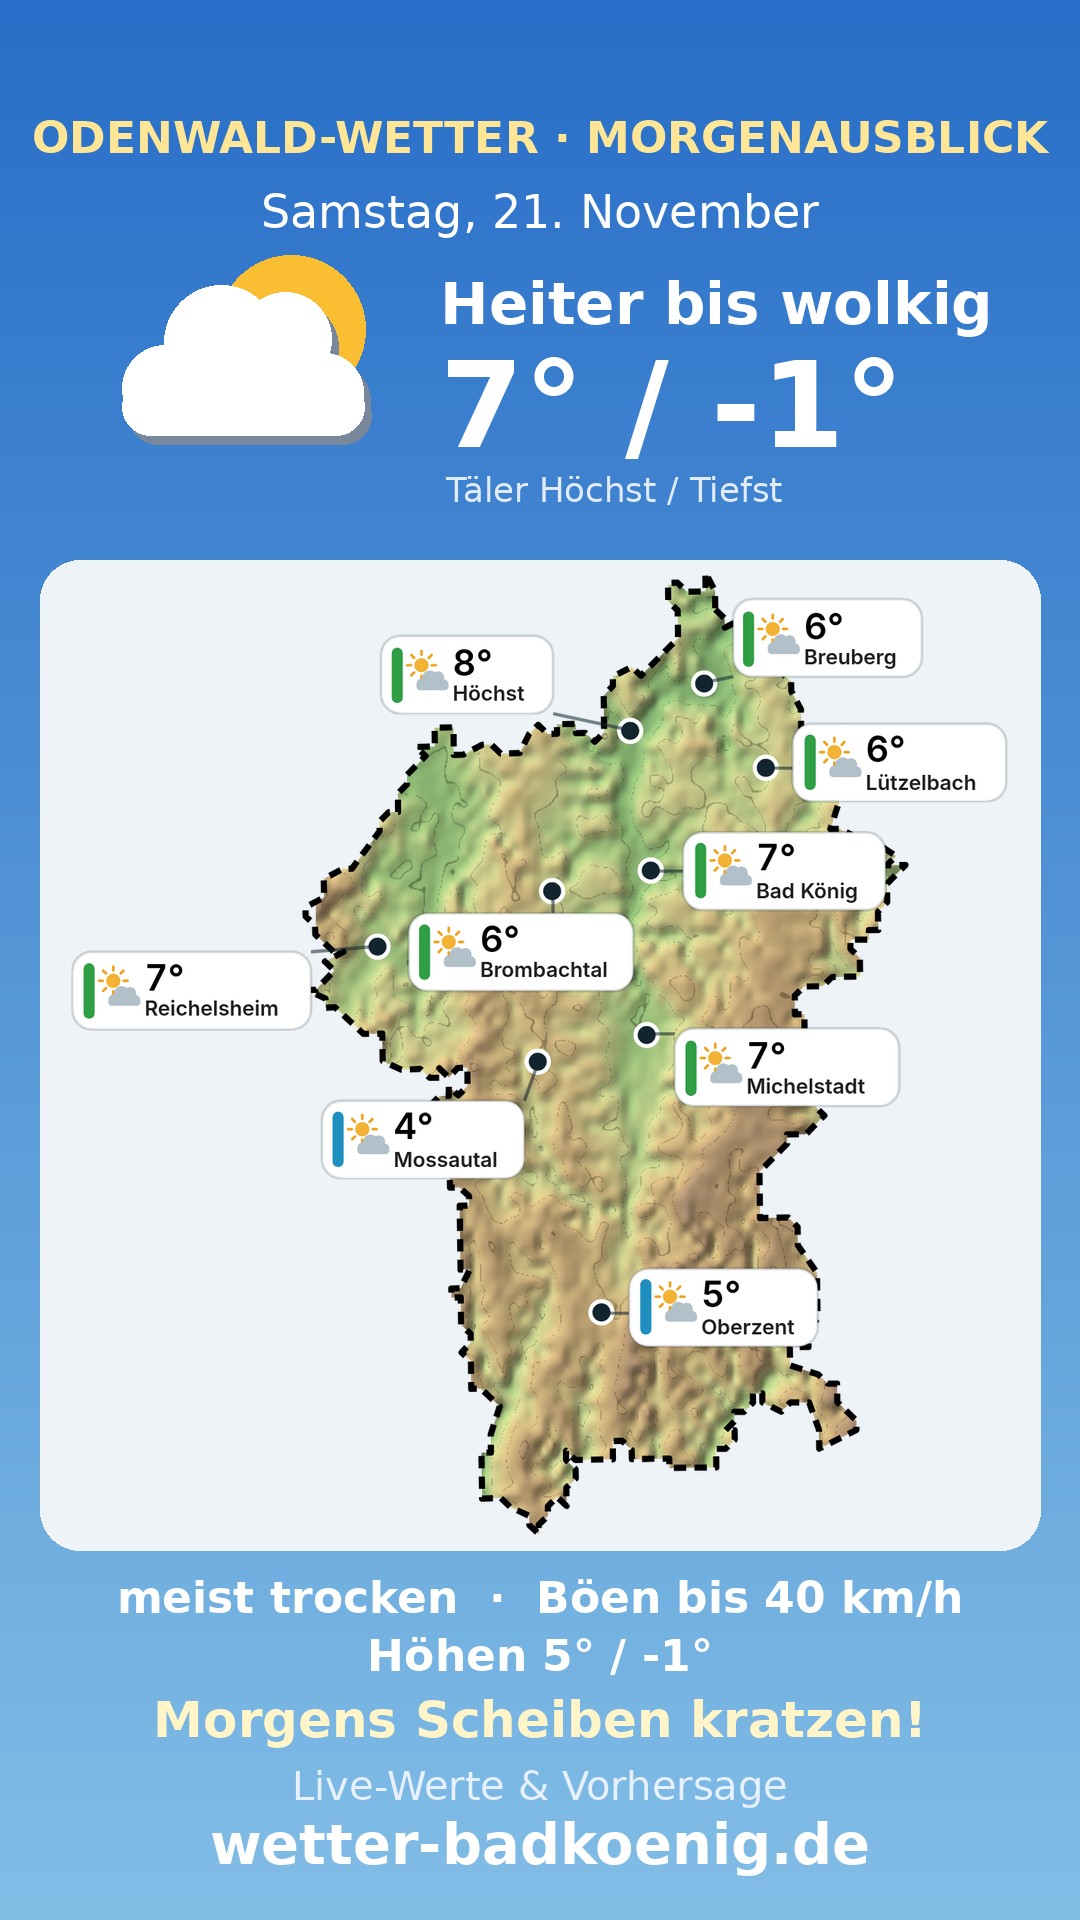 ODENWALD-WETTER · MORGENAUSBLICK
Samstag, 21. November
Heiter bis wolkig
7° / -1°
Täler Höchst / Tiefst
6°
Breuberg
8°
Höchst
6°
Lützelbach
7°
Bad König
6°
Brombachtal
7°
Reichelsheim
7°
Michelstadt
4°
Mossautal
5°
Oberzent
meist trocken · Böen bis 40 km/h
Höhen 5° / -1°
Morgens Scheiben kratzen!
Live-Werte & Vorhersage
wetter-badkoenig.de